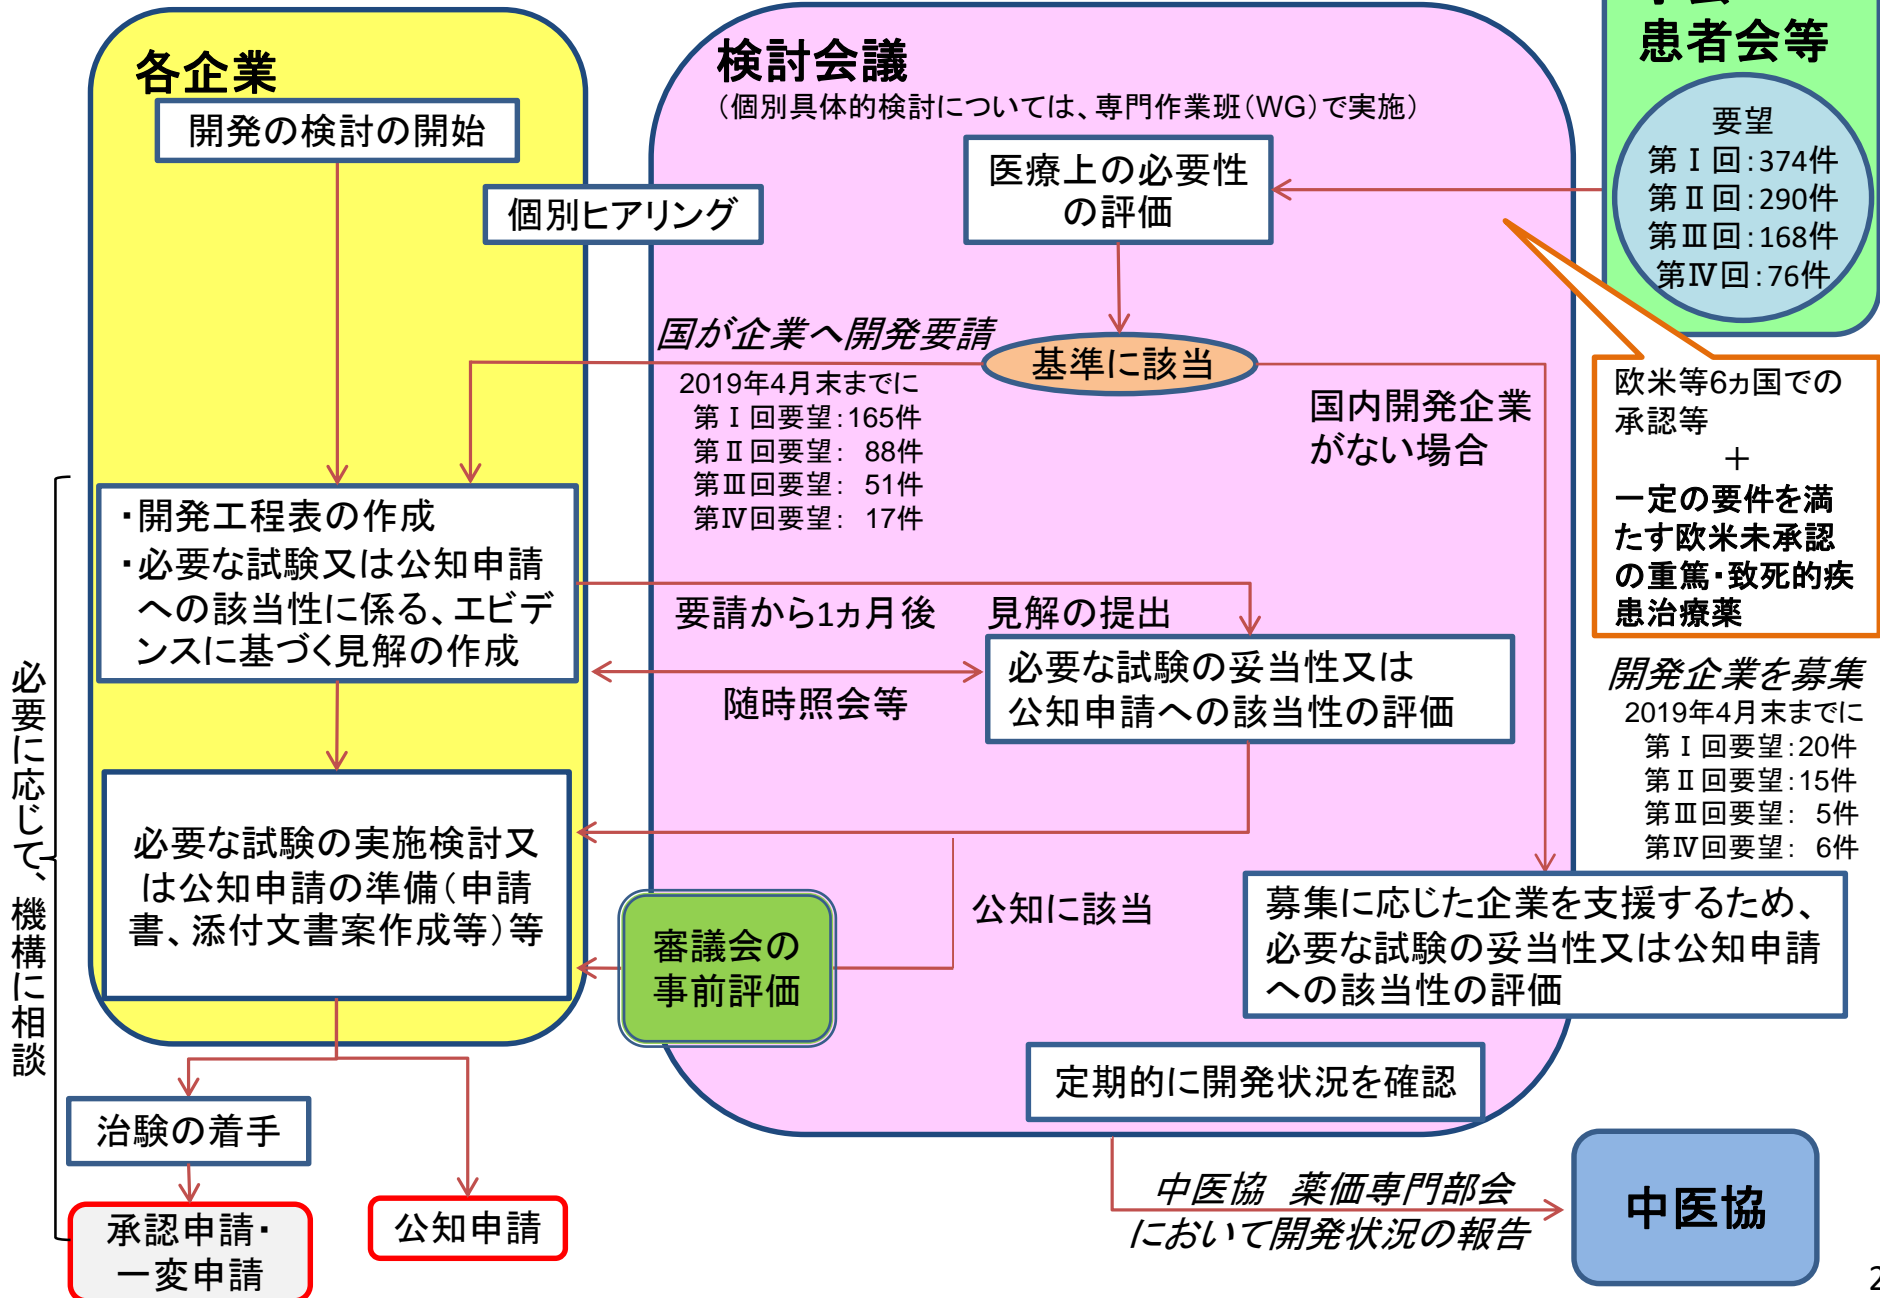 各企業
開発の検討の開始
個別ヒアリング
・開発工程表の作成
・必要な試験又は公知申請
への該当性に係る、エビデ
ンスに基づく見解の作成
必要な試験の実施検討又
は公知申請の準備（申請
書、添付文書案作成等）等
治験の着手
承認申請・
一変申請
公知申請
必要に応じて、機構に相談
検討会議
（個別具体的検討については、専門作業班（WG）で実施）
医療上の必要性
の評価
基準に該当
国が企業へ開発要請
2019年4月末までに
第Ⅰ回要望：165件
第Ⅱ回要望： 88件
第Ⅲ回要望： 51件
第Ⅳ回要望： 17件
国内開発企業
がない場合
要請から1ヵ月後　見解の提出
随時照会等
必要な試験の妥当性又は
公知申請への該当性の評価
公知に該当
審議会の
事前評価
募集に応じた企業を支援するため、
必要な試験の妥当性又は公知申請
への該当性の評価
定期的に開発状況を確認
中医協　薬価専門部会
において開発状況の報告
中医協
患者会等
要望
第Ⅰ回：374件
第Ⅱ回：290件
第Ⅲ回：168件
第Ⅳ回：76件
欧米等6ヵ国での
承認等
＋
一定の要件を満
たす欧米未承認
の重篤・致死的疾
患治療薬
開発企業を募集
2019年4月末までに
第Ⅰ回要望：20件
第Ⅱ回要望：15件
第Ⅲ回要望： 5件
第Ⅳ回要望： 6件
2